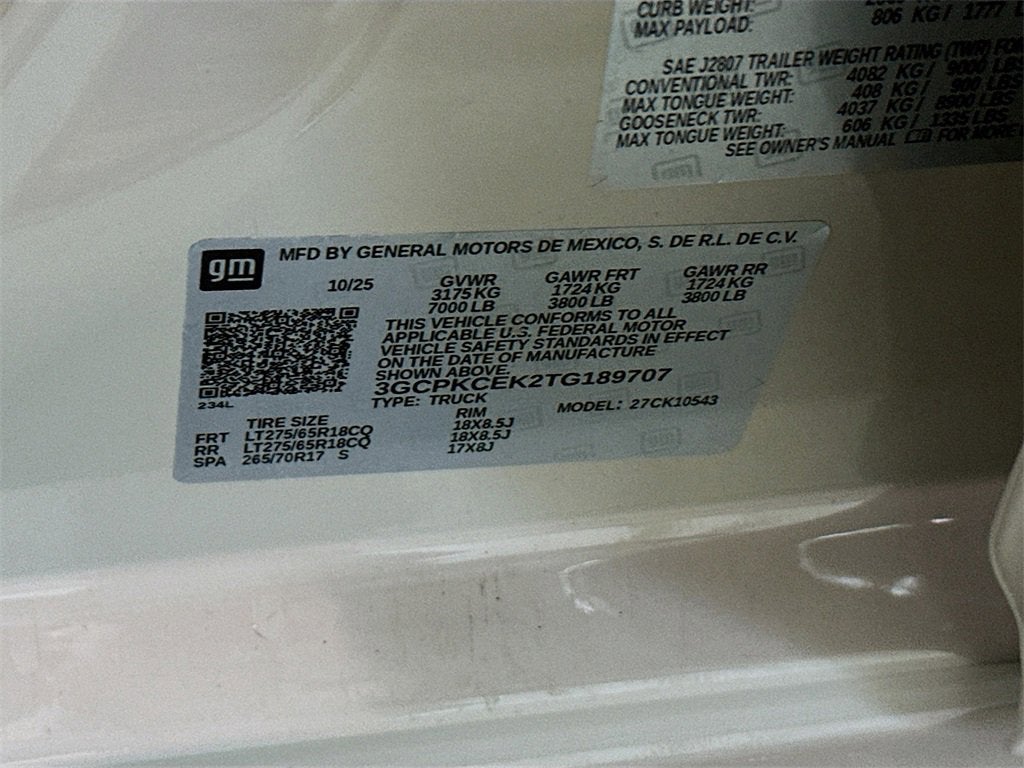 CURB WEIGHT:
MAX PAYLOAD: 806 KG / 1777 L
SAE J2807 TRAILER WEIGHT RATING (TWR) FO
CONVENTIONAL TWR: 4082 KG / 9000 LBS
MAX TONGUE WEIGHT: 408 KG / 900 LBS
GOOSENECK TWR: 4037 KG / 8900 LBS
MAX TONGUE WEIGHT: 606 KG / 1335 LBS
SEE OWNER'S MANUAL FOR MORE
gm
MFD BY GENERAL MOTORS DE MEXICO, S. DE R.L. DE C.V.
10/25 GVWR GAWR FRT GAWR RR
3175 KG 1724 KG 1724 KG
7000 LB 3800 LB 3800 LB
THIS VEHICLE CONFORMS TO ALL
APPLICABLE U.S. FEDERAL MOTOR
VEHICLE SAFETY STANDARDS IN EFFECT
ON THE DATE OF MANUFACTURE
SHOWN ABOVE.
3GCPKCEK2TG189707
234L
TYPE: TRUCK MODEL: 27CK10543
TIRE SIZE RIM
FRT LT275/65R18CQ 18X8.5J
RR LT275/65R18CQ 18X8.5J
SPA 265/70R17 S 17X8J